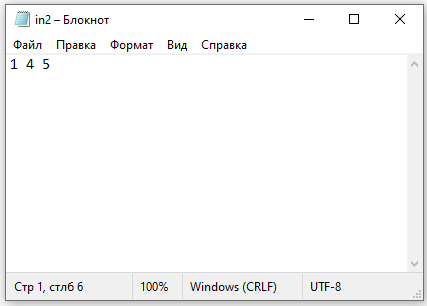 in2 – Блокнот
Файл Правка Формат Вид Справка
1 4 5
Стр 1, стлб 6 100% Windows (CRLF) UTF-8